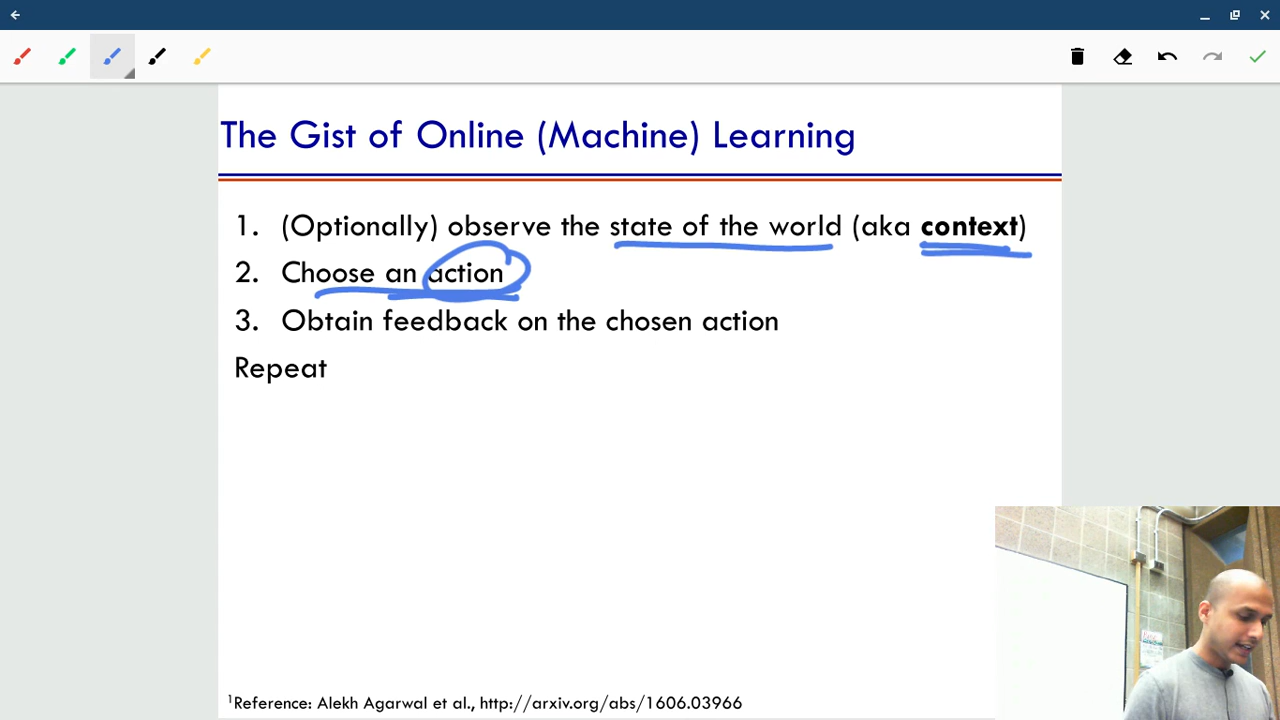 The Gist of Online (Machine) Learning
1. (Optionally) observe the state of the world (aka context)
2. Choose an action
3. Obtain feedback on the chosen action
Repeat
¹Reference: Alekh Agarwal et al., http://arxiv.org/abs/1606.03966